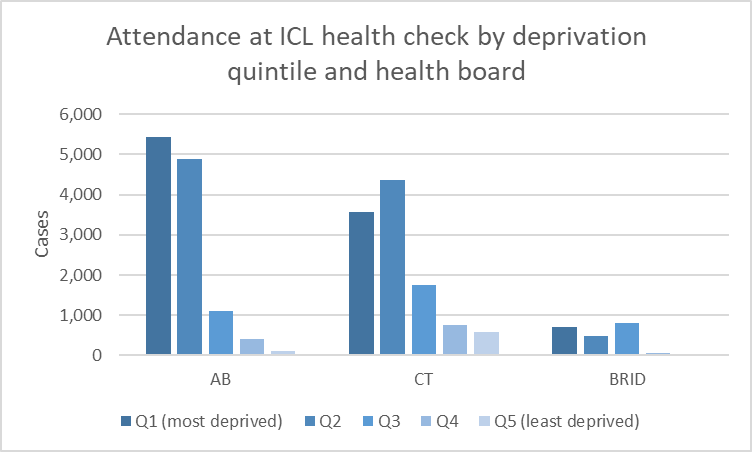 Attendance at ICL health check by deprivation
quintile and health board
6,000
5,000
4,000
3,000
2,000
1,000
0
Cases
AB CT BRID
Q1 (most deprived) Q2 Q3 Q4 Q5 (least deprived)